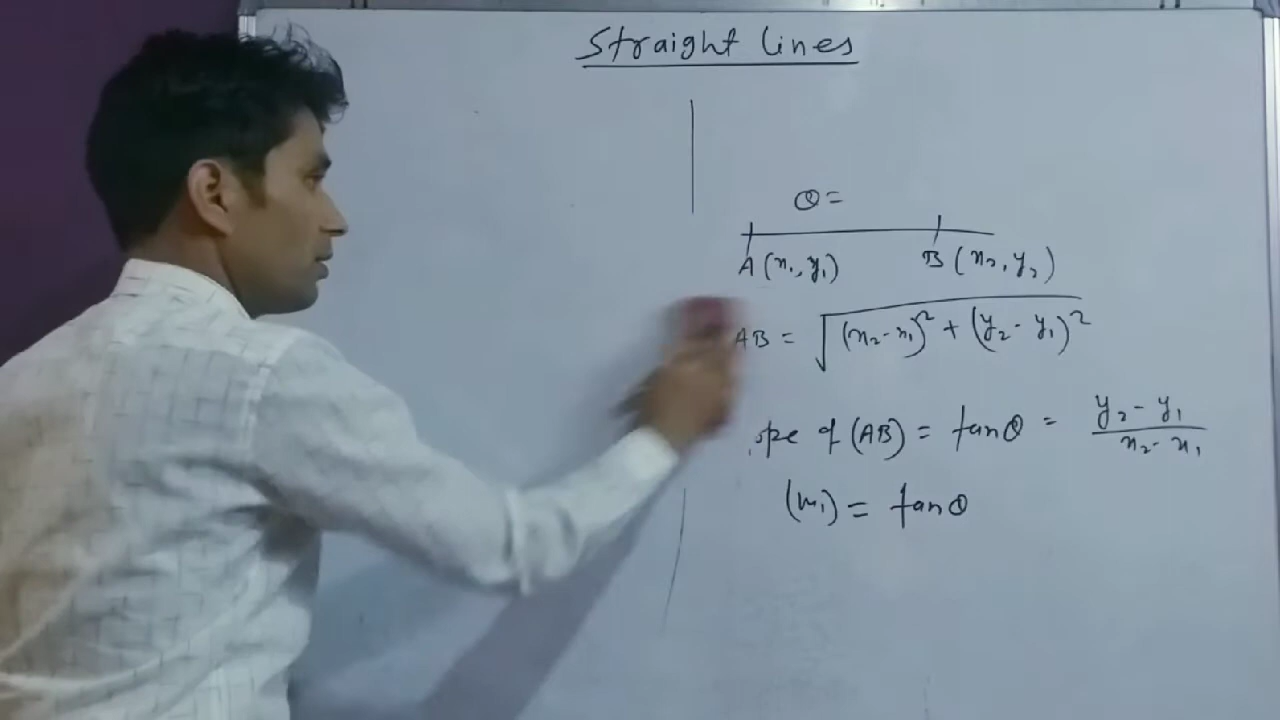 Straight lines
θ=
A (x₁, y₁) B (x₂, y₂)
AB = √(x₂-x₁)² + (y₂- y₁)²
ope of (AB) = tanθ = y₂- y₁ / x₂- x₁
(m₁) = tanθ